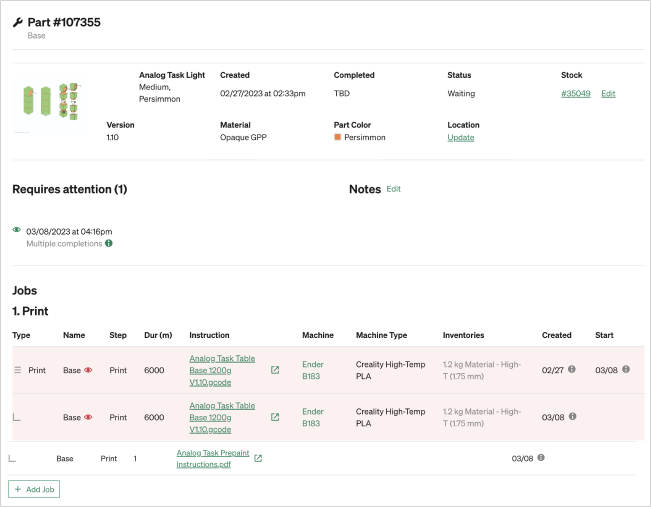 Part #107355
Base
Analog Task Light
Medium,
Persimmon
Created
02/27/2023 at 02:33pm
Completed
TBD
Status
Waiting
Stock
#35049 Edit
Version
1.10
Material
Opaque GPP
Part Color
Persimmon
Location
Update
Requires attention (1)
Notes Edit
03/08/2023 at 04:16pm
Multiple completions
Jobs
1. Print
Type Name Step Dur (m) Instruction Machine Machine Type Inventories Created Start
Print Base Print 6000
Analog Task Table
Base 1200g
V1.10.gcode
Ender
B183
Creality High-Temp
PLA
1.2 kg Material - High-
T (1.75 mm)
02/27 03/08
Base Print 6000
Analog Task Table
Base 1200g
V1.10.gcode
Ender
B183
Creality High-Temp
PLA
1.2 kg Material - High-
T (1.75 mm)
03/08
Base Print 1
Analog Task Prepaint
Instructions.pdf
03/08
+ Add Job